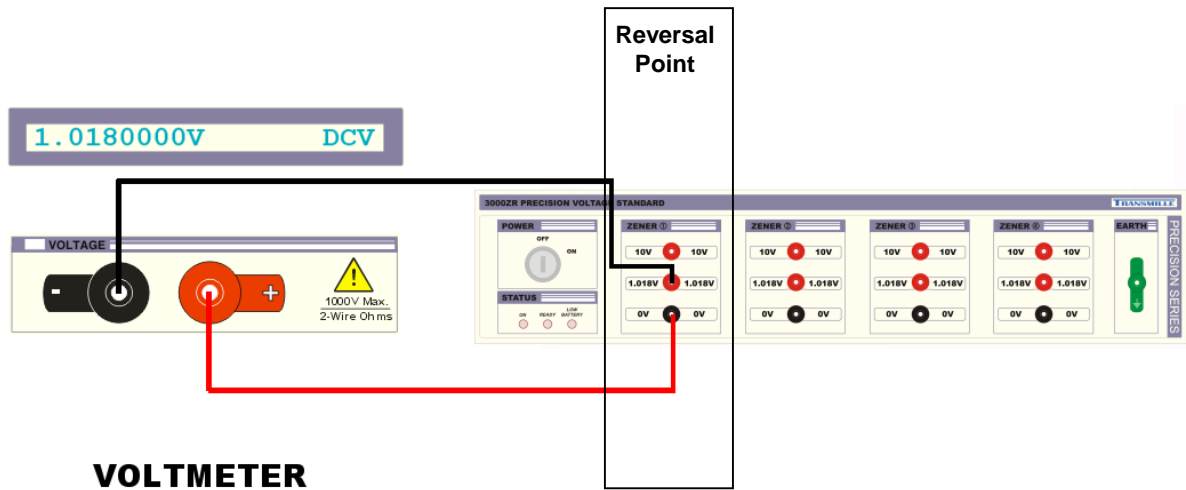 Reversal
Point
1.0180000V DCV
3000ZR PRECISION VOLTAGE STANDARD TRANSMILLE
VOLTAGE
- +
1000V Max.
2-Wire Ohms
POWER
OFF
ON
STATUS
ON READY LOW BATTERY
ZENER ①
10V 10V
1.018V 1.018V
0V 0V
ZENER ②
10V 10V
1.018V 1.018V
0V 0V
ZENER ③
10V 10V
1.018V 1.018V
0V 0V
ZENER ④
10V 10V
1.018V 1.018V
0V 0V
EARTH
PRECISION SERIES
VOLTMETER